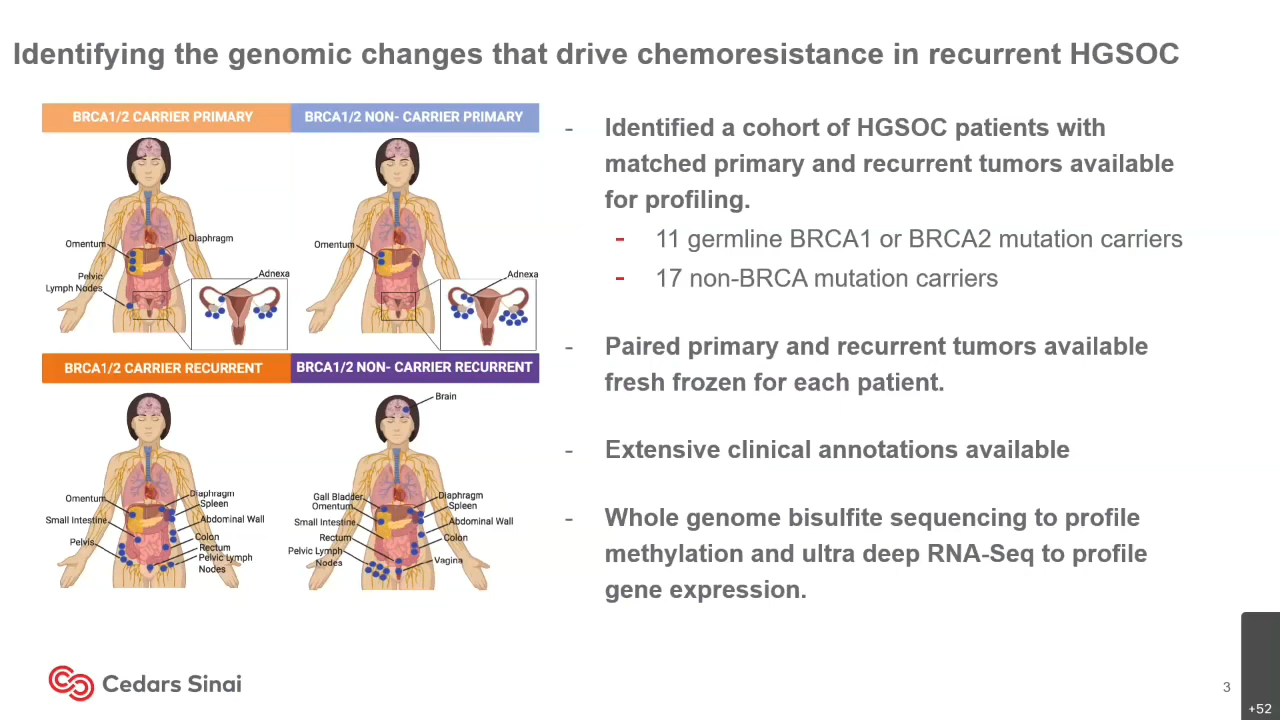 Identifying the genomic changes that drive chemoresistance in recurrent HGSOC
BRCA1/2 CARRIER PRIMARY
BRCA1/2 NON- CARRIER PRIMARY
Omentum
Diaphragm
Pelvic
Lymph Nodes
Adnexa
Omentum
Adnexa
BRCA1/2 CARRIER RECURRENT
BRCA1/2 NON- CARRIER RECURRENT
Omentum
Small Intestine
Pelvis
Diaphragm
Spleen
Abdominal Wall
Colon
Rectum
Pelvic Lymph
Nodes
Brain
Gall Bladder
Omentum
Small Intestine
Rectum
Pelvic Lymph
Nodes
Diaphragm
Spleen
Abdominal Wall
Colon
Vagina
- Identified a cohort of HGSOC patients with
matched primary and recurrent tumors available
for profiling.
- 11 germline BRCA1 or BRCA2 mutation carriers
- 17 non-BRCA mutation carriers
- Paired primary and recurrent tumors available
fresh frozen for each patient.
- Extensive clinical annotations available
- Whole genome bisulfite sequencing to profile
methylation and ultra deep RNA-Seq to profile
gene expression.
Cedars Sinai
3
+52